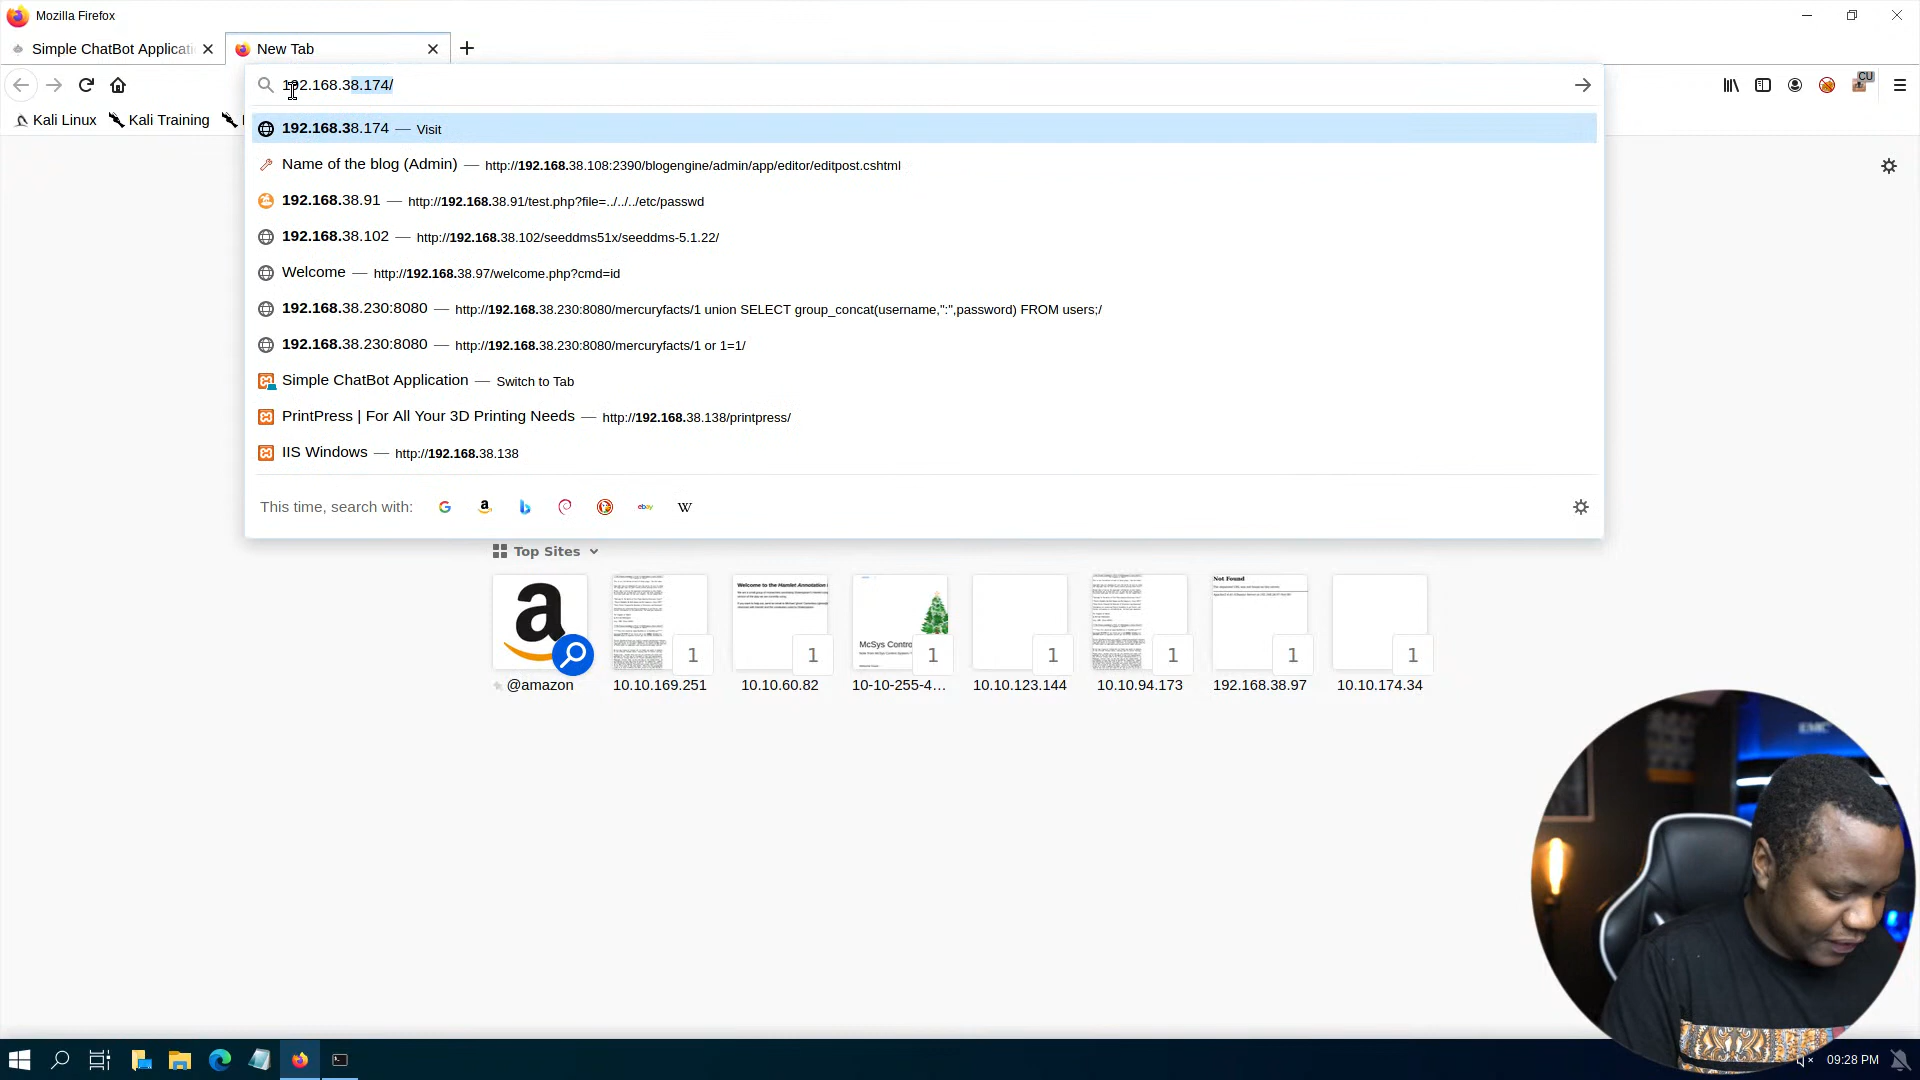 Mozilla Firefox
Simple ChatBot Applicati
New Tab
192.168.38.174/
CU
Kali Linux
Kali Training
192.168.38.174 — Visit
Name of the blog (Admin) — http://192.168.38.108:2390/blogengine/admin/app/editor/editpost.cshtml
192.168.38.91 — http://192.168.38.91/test.php?file=../../../etc/passwd
192.168.38.102 — http://192.168.38.102/seeddms51x/seeddms-5.1.22/
Welcome — http://192.168.38.97/welcome.php?cmd=id
192.168.38.230:8080 — http://192.168.38.230:8080/mercuryfacts/1 union SELECT group_concat(username,":",password) FROM users;/
192.168.38.230:8080 — http://192.168.38.230:8080/mercuryfacts/1 or 1=1/
Simple ChatBot Application — Switch to Tab
PrintPress | For All Your 3D Printing Needs — http://192.168.38.138/printpress/
IIS Windows — http://192.168.38.138
This time, search with:
Top Sites
Welcome to the Hamlet Annotation
McSys Contro
Not Found
1 1 1 1 1 1 1
@amazon
10.10.169.251
10.10.60.82
10-10-255-4...
10.10.123.144
10.10.94.173
192.168.38.97
10.10.174.34
EMC
09:28 PM